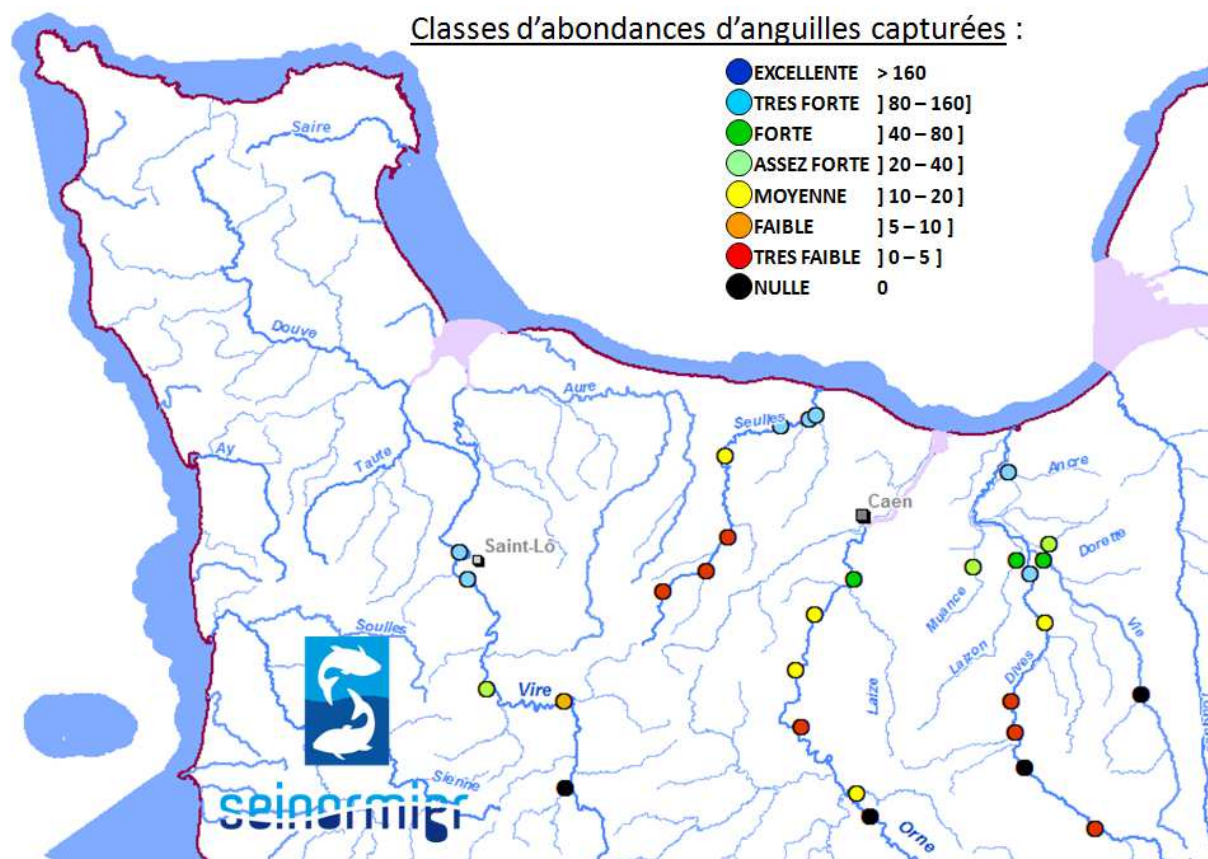 Classes d'abondances d'anguilles capturées :
EXCELLENTE > 160
TRES FORTE ] 80 – 160]
FORTE ] 40 – 80 ]
ASSEZ FORTE ] 20 – 40 ]
MOYENNE ] 10 – 20 ]
FAIBLE ] 5 – 10 ]
TRES FAIBLE ] 0 – 5 ]
NULLE 0
Saire
Douve
Aure
Seulles
Ay
Taute
Ancre
Caen
Saint-Lô
Dorette
Muance
Soulles
Vie
Laizon
Dives
Vire
Laize
Sienne
seinormigr
Orne